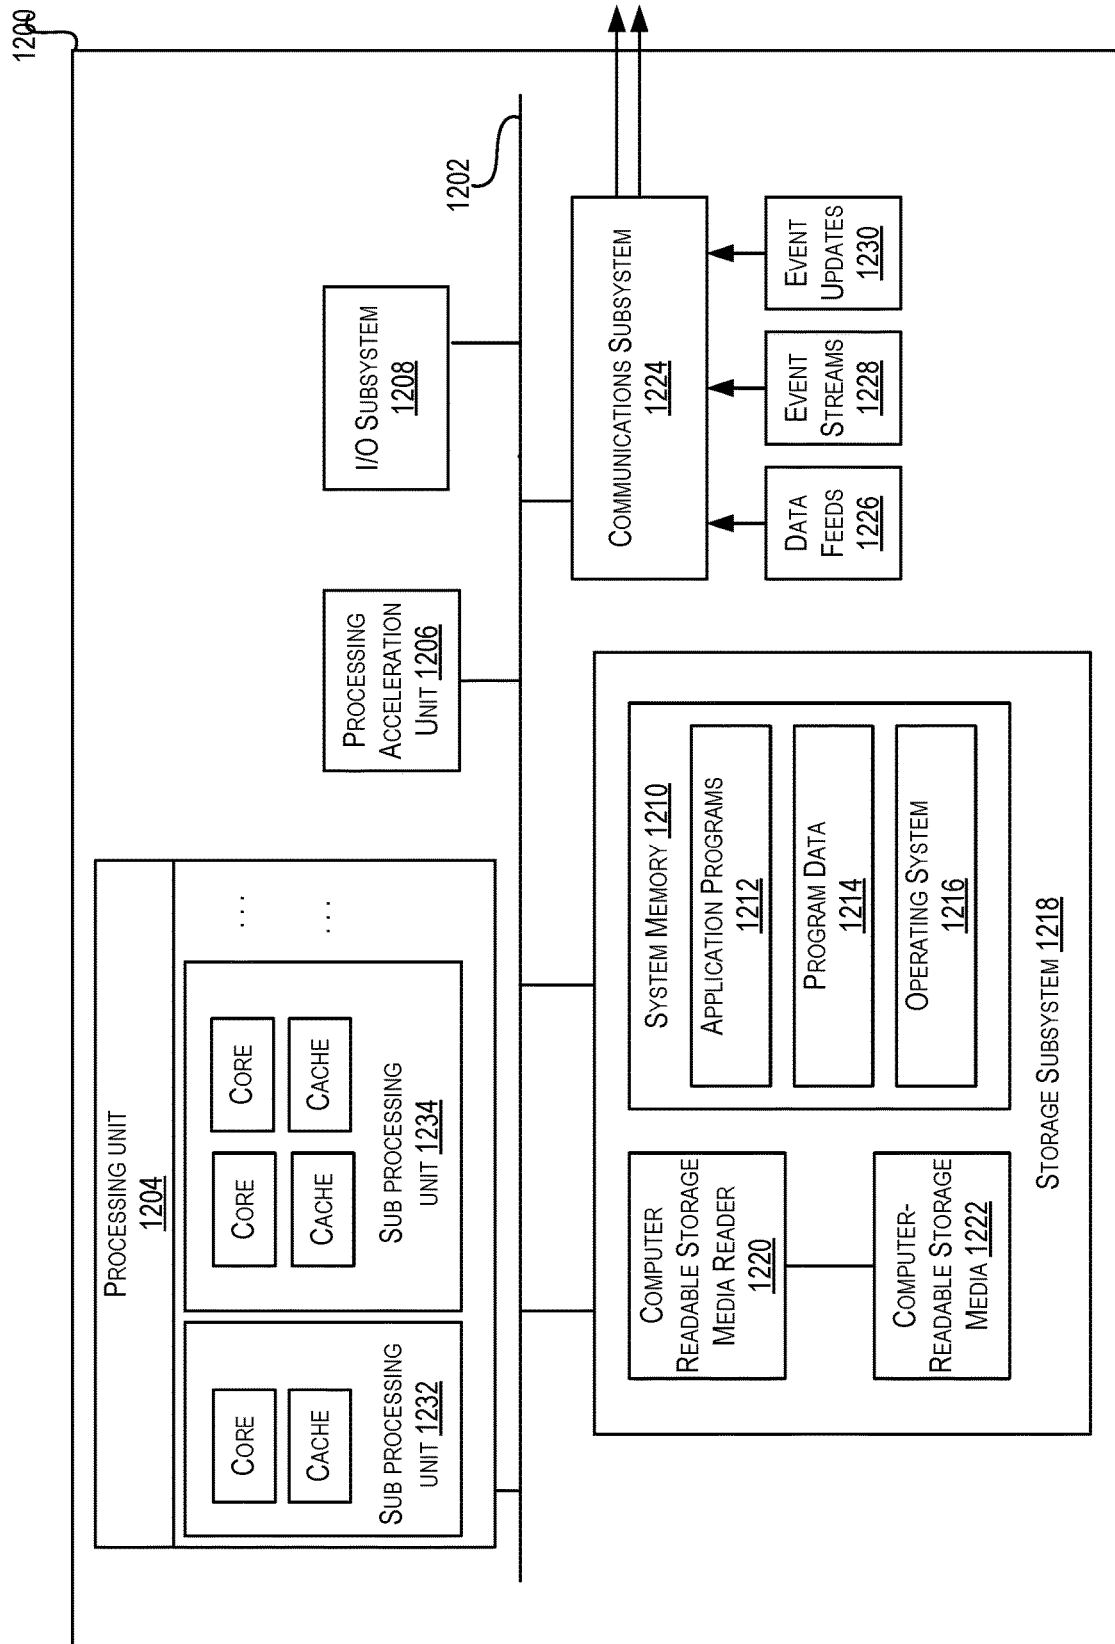 1200
PROCESSING UNIT
1204
CORE
CACHE
SUB PROCESSING
UNIT 1232
CORE
CORE
CACHE
CACHE
SUB PROCESSING
UNIT 1234
. . .
. . .
PROCESSING
ACCELERATION
UNIT 1206
I/O SUBSYSTEM
1208
1202
COMPUTER
READABLE STORAGE
MEDIA READER
1220
COMPUTER-
READABLE STORAGE
MEDIA 1222
SYSTEM MEMORY 1210
APPLICATION PROGRAMS
1212
PROGRAM DATA
1214
OPERATING SYSTEM
1216
STORAGE SUBSYSTEM 1218
COMMUNICATIONS SUBSYSTEM
1224
DATA
FEEDS
1226
EVENT
STREAMS
1228
EVENT
UPDATES
1230